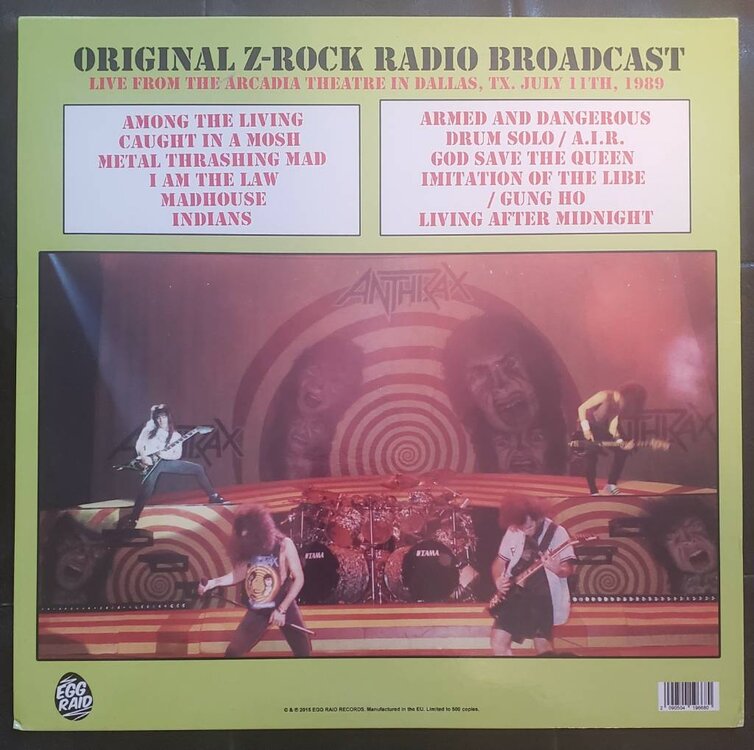 ORIGINAL Z-ROCK RADIO BROADCAST
LIVE FROM THE ARCADIA THEATRE IN DALLAS, TX. JULY 11TH, 1989
AMONG THE LIVING
CAUGHT IN A MOSH
METAL THRASHING MAD
I AM THE LAW
MADHOUSE
INDIANS
ARMED AND DANGEROUS
DRUM SOLO / A.I.R.
GOD SAVE THE QUEEN
IMITATION OF THE LIBE
/ GUNG HO
LIVING AFTER MIDNIGHT
ANTHRAX
ANTHRAX
ANTHRAX
TAMA
TAMA
EGG
RAID
© & ℗ 2015 EGG RAID RECORDS. Manufactured in the EU. Limited to 500 copies.
2 090504 196680